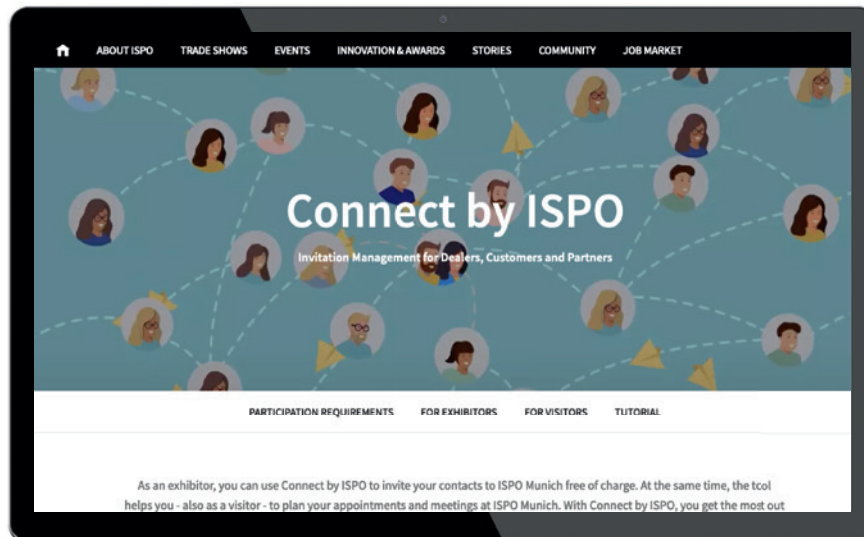 ABOUT ISPO TRADE SHOWS EVENTS INNOVATION & AWARDS STORIES COMMUNITY JOB MARKET
Connect by ISPO
Invitation Management for Dealers, Customers and Partners
PARTICIPATION REQUIREMENTS FOR EXHIBITORS FOR VISITORS TUTORIAL
As an exhibitor, you can use Connect by ISPO to invite your contacts to ISPO Munich free of charge. At the same time, the tool
helps you - also as a visitor - to plan your appointments and meetings at ISPO Munich. With Connect by ISPO, you get the most out